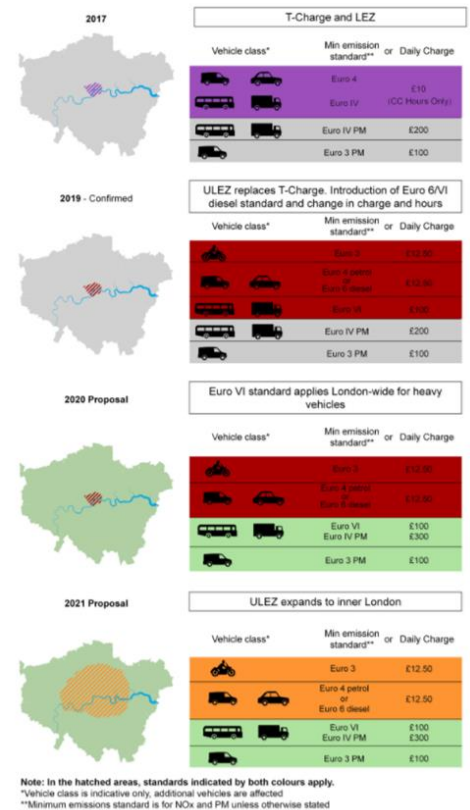 2017
T-Charge and LEZ
Vehicle class*
Min emission standard**
or
Daily Charge
Euro 4
Euro IV
£10
(CC Hours Only)
Euro IV PM
£200
Euro 3 PM
£100
2019 - Confirmed
ULEZ replaces T-Charge. Introduction of Euro 6/VI
diesel standard and change in charge and hours
Vehicle class*
Min emission
standard**
or Daily Charge
Euro 3
£12.50
Euro 4 petrol
or
Euro 6 diesel
£12.50
Euro VI
£100
Euro IV PM
£200
Euro 3 PM
£100
2020 Proposal
Euro VI standard applies London-wide for heavy
vehicles
Vehicle class*
Min emission
standard**
or Daily Charge
Euro 3
£12.50
Euro 4 petrol
or
Euro 6 diesel
£12.50
Euro VI
£100
Euro IV PM
£300
Euro 3 PM
£100
2021 Proposal
ULEZ expands to inner London
Vehicle class*
Min emission
standard**
or Daily Charge
Euro 3
£12.50
Euro 4 petrol
or
Euro 6 diesel
£12.50
Euro VI
£100
Euro IV PM
£300
Euro 3 PM
£100
Note: In the hatched areas, standards indicated by both colours apply.
*Vehicle class is indicative only, additional vehicles are affected
**Minimum emissions standard is for NOx and PM unless otherwise stated